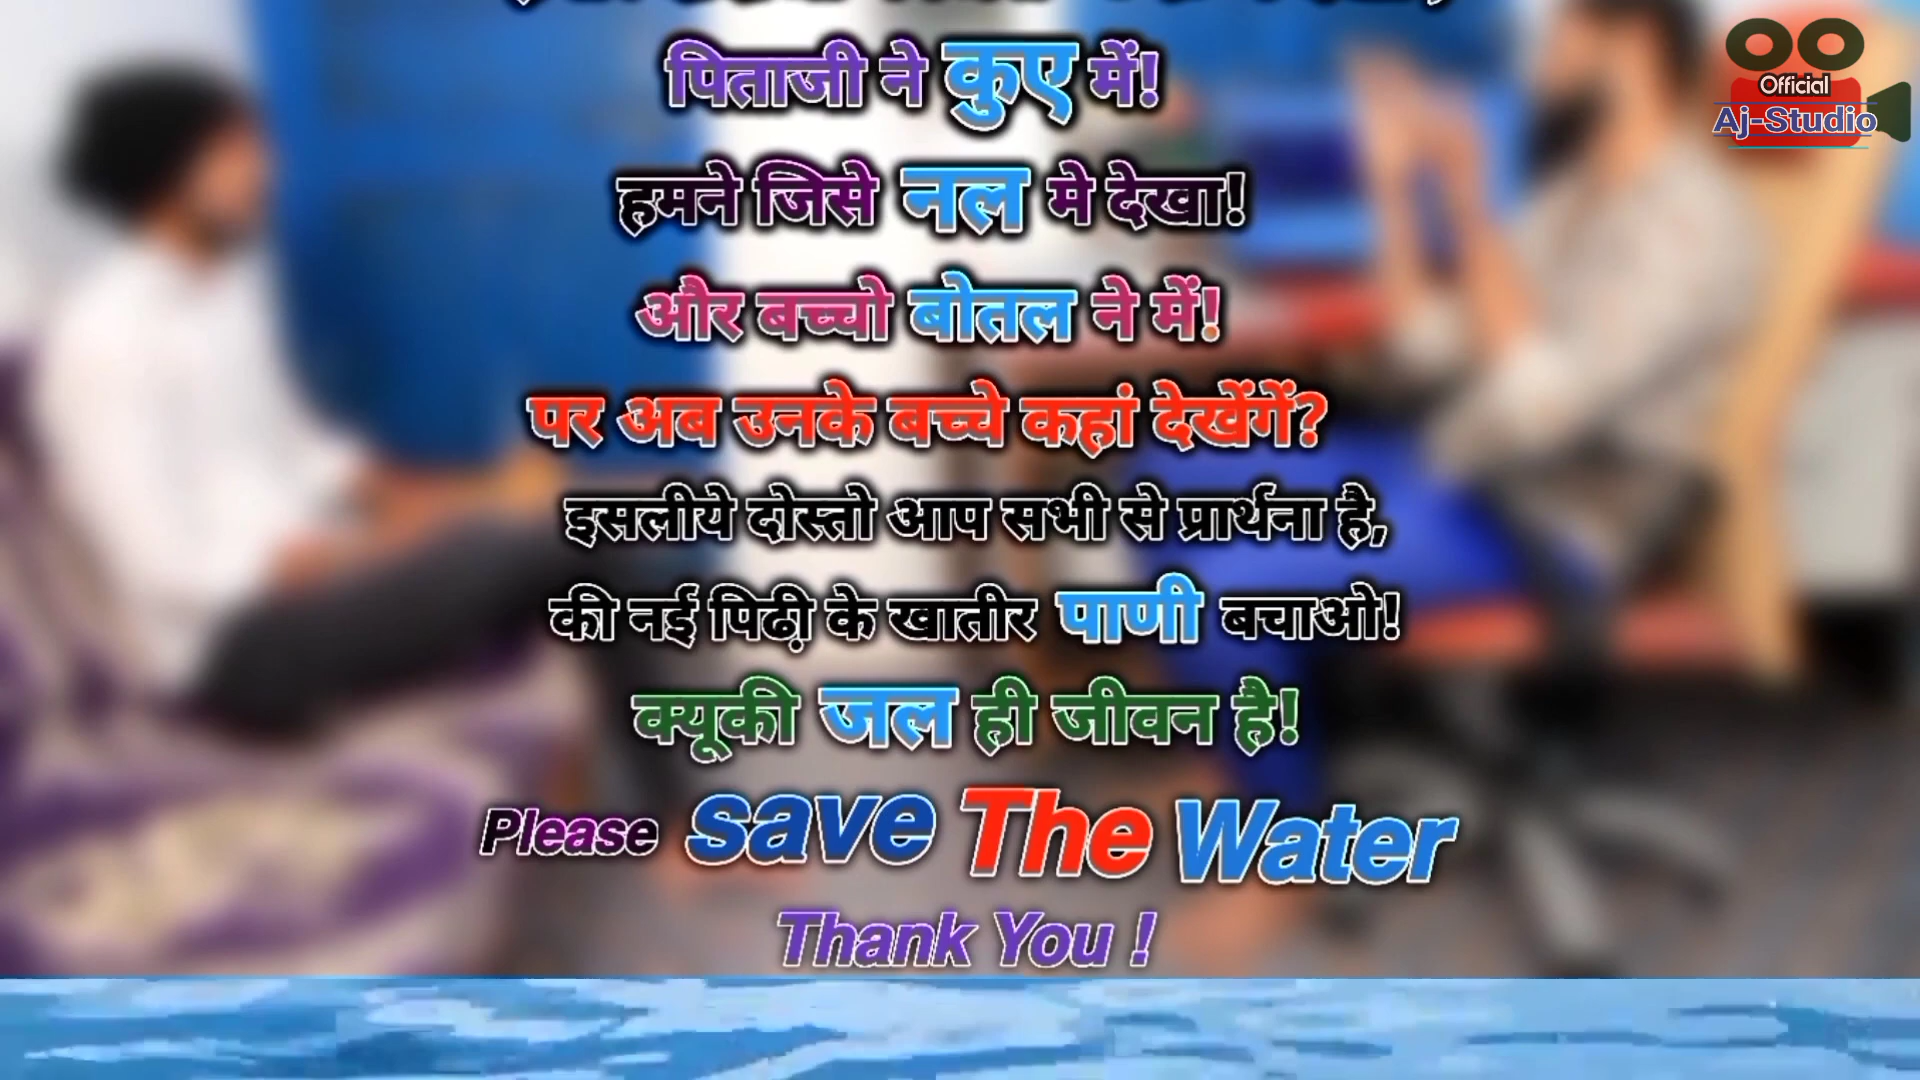 पिताजी ने कुए में!
हमने जिसे नल मे देखा!
और बच्चो बोतल ने में!
पर अब उनके बच्चे कहां देखेंगें?
इसलीये दोस्तो आप सभी से प्रार्थना है,
की नई पिढी़ के खातीर पाणी बचाओ!
क्यूकी जल ही जीवन है!
Please save The Water
Thank You !
Official
Aj-Studio